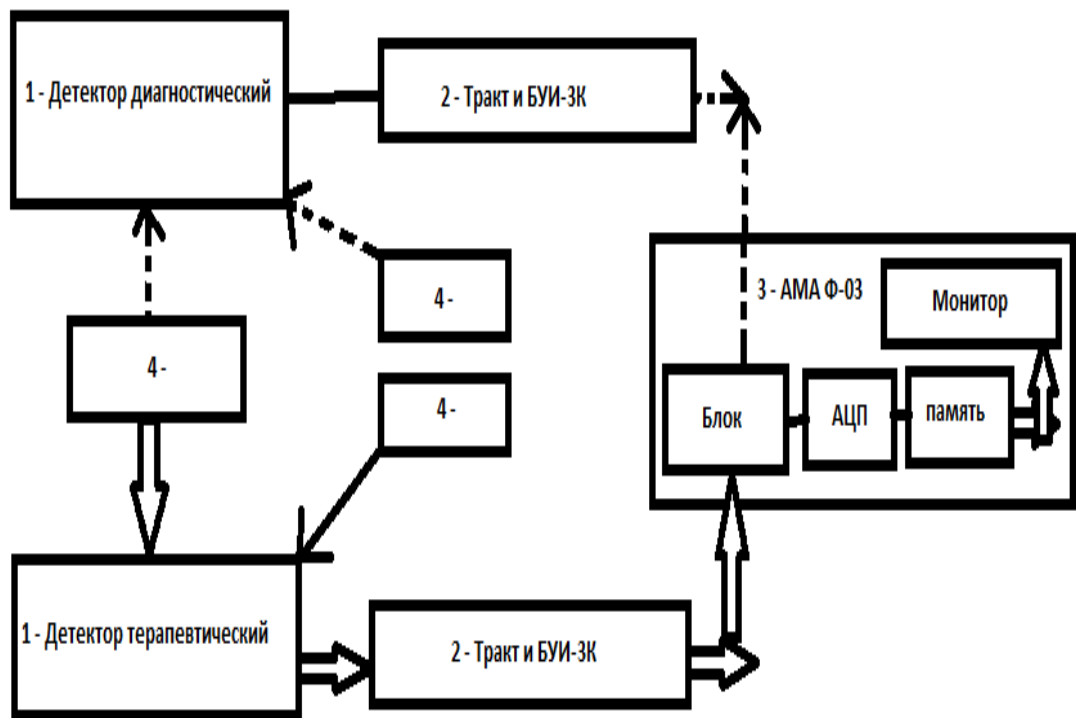 1 - Детектор диагностический
2 - Тракт и БУИ-3К
3 - АМА Ф-03
Монитор
4 -
4 -
4 -
Блок
АЦП
память
1 - Детектор терапевтический
2 - Тракт и БУИ-3К